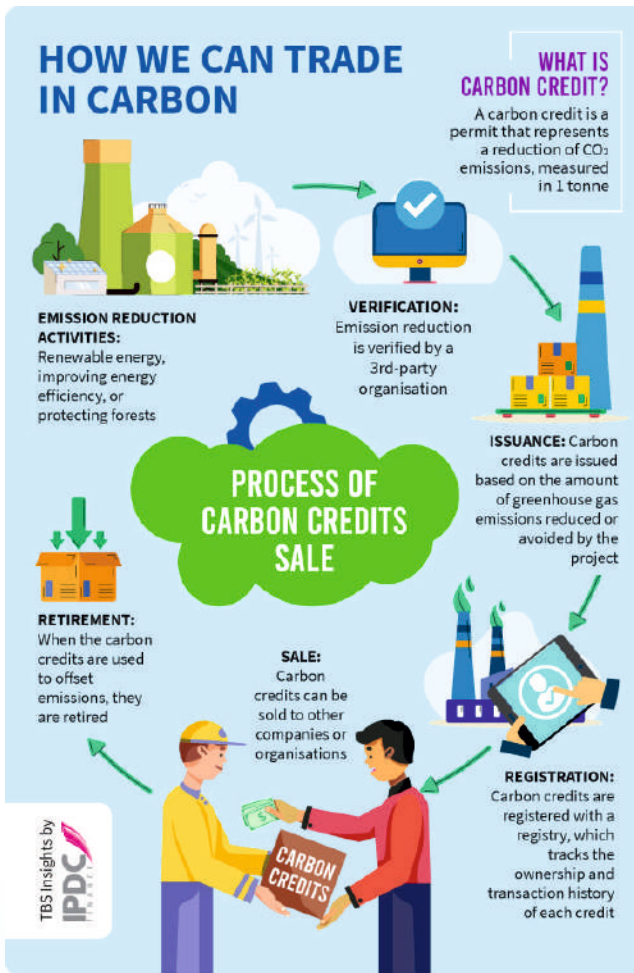 HOW WE CAN TRADE
IN CARBON
WHAT IS
CARBON CREDIT?
A carbon credit is a
permit that represents
a reduction of CO₂
emissions, measured
in 1 tonne
EMISSION REDUCTION
ACTIVITIES:
Renewable energy,
improving energy
efficiency, or
protecting forests
VERIFICATION:
Emission reduction
is verified by a
3rd-party
organisation
ISSUANCE: Carbon
credits are issued
based on the amount
of greenhouse gas
emissions reduced or
avoided by the
project
PROCESS OF
CARBON CREDITS
SALE
REGISTRATION:
Carbon credits are
registered with a
registry, which
tracks the
ownership and
transaction history
of each credit
SALE:
Carbon
credits can be
sold to other
companies or
organisations
CARBON
CREDITS
RETIREMENT:
When the carbon
credits are used
to offset
emissions, they
are retired
TBS Insights by
IPDC
FINANCE